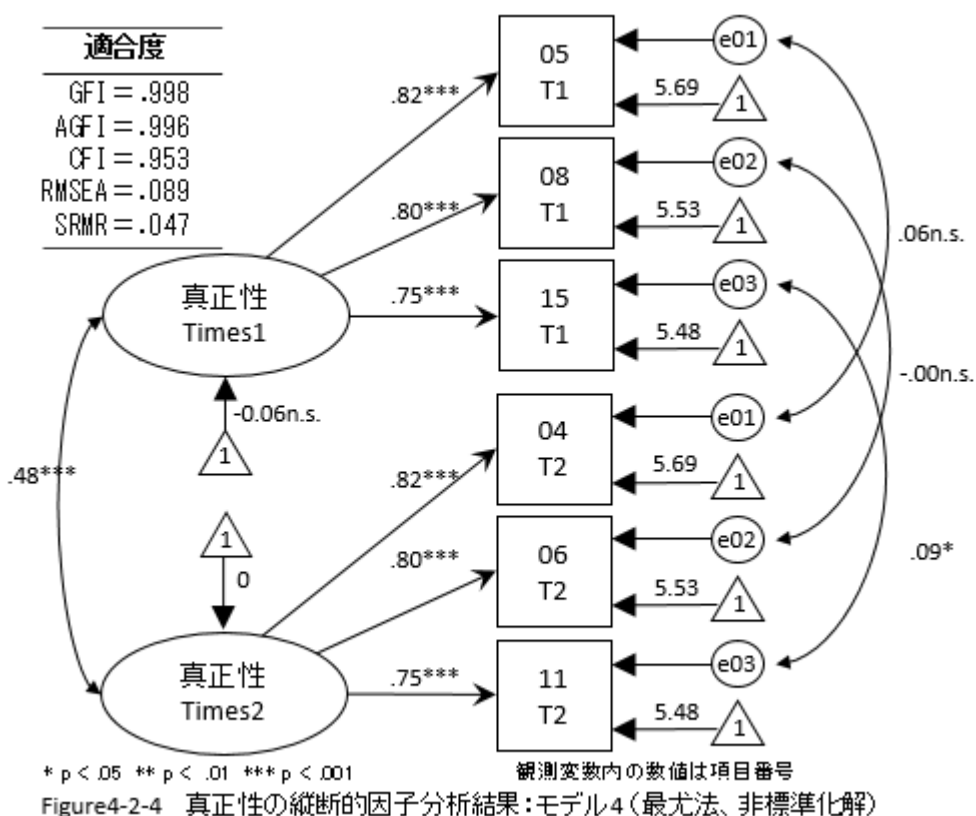 適合度
GFI＝.998
AGFI＝.996
CFI＝.953
RMSEA＝.089
SRMR＝.047
05
T1
e01
5.69
1
.82***
08
T1
e02
5.53
1
.80***
.06n.s.
真正性
Times1
.75***
15
T1
e03
5.48
1
-.00n.s.
-0.06n.s.
1
.48***
04
T2
e01
5.69
1
.82***
1
0
06
T2
e02
5.53
1
.80***
.09*
真正性
Times2
.75***
11
T2
e03
5.48
1
* p < .05 ** p < .01 *** p < .001
観測変数内の数値は項目番号
Figure4-2-4 真正性の縦断的因子分析結果：モデル4（最尤法、非標準化解）